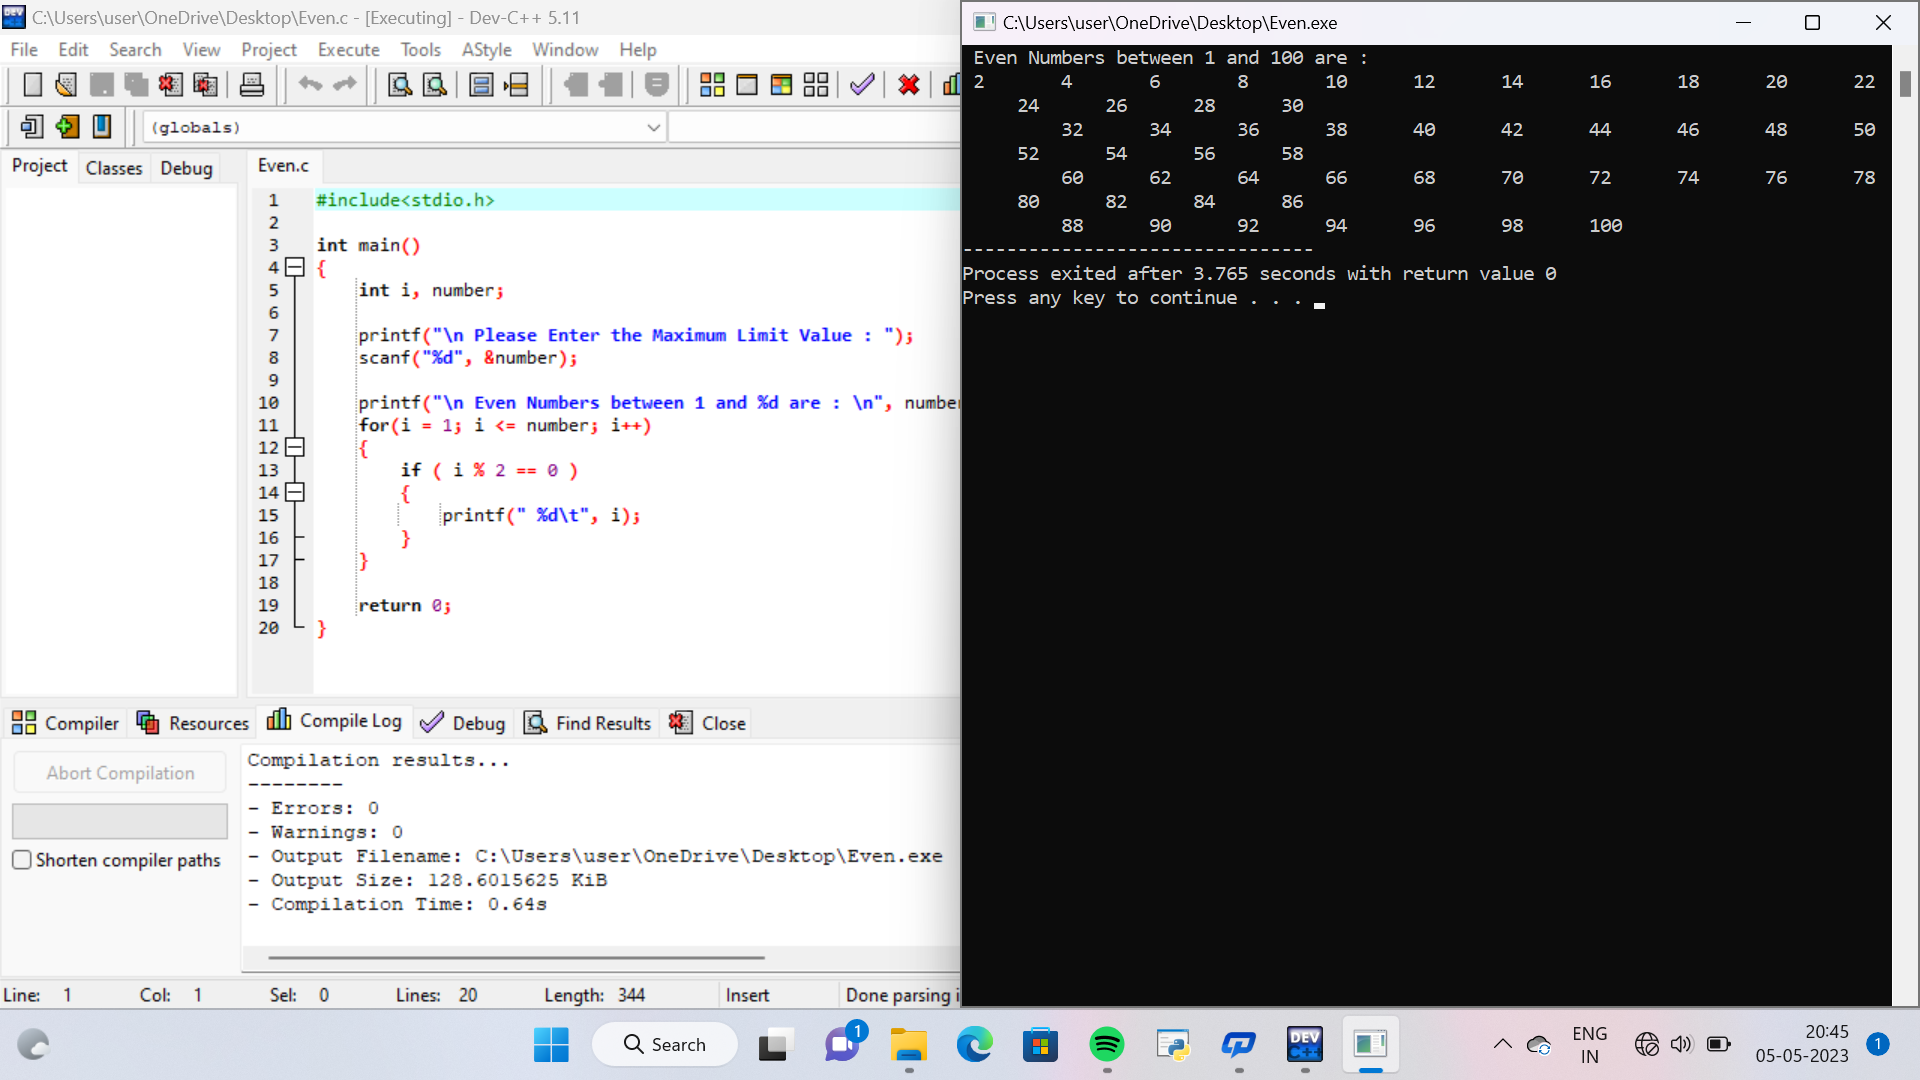 C:\Users\user\OneDrive\Desktop\Even.c - [Executing] - Dev-C++ 5.11
File Edit Search View Project Execute Tools AStyle Window Help
(globals)
Project Classes Debug
Even.c
1 #include<stdio.h>
2
3 int main()
4 {
5 int i, number;
6
7 printf("\n Please Enter the Maximum Limit Value : ");
8 scanf("%d", &number);
9
10 printf("\n Even Numbers between 1 and %d are : \n", number
11 for(i = 1; i <= number; i++)
12 {
13 if ( i % 2 == 0 )
14 {
15 printf(" %d\t", i);
16 }
17 }
18
19 return 0;
20 }
Compiler Resources Compile Log Debug Find Results Close
Abort Compilation
Shorten compiler paths
Compilation results...
--------
- Errors: 0
- Warnings: 0
- Output Filename: C:\Users\user\OneDrive\Desktop\Even.exe
- Output Size: 128.6015625 KiB
- Compilation Time: 0.64s
Line: 1 Col: 1 Sel: 0 Lines: 20 Length: 344 Insert Done parsing i
C:\Users\user\OneDrive\Desktop\Even.exe
Even Numbers between 1 and 100 are :
2 4 6 8 10 12 14 16 18 20 22
24 26 28 30
32 34 36 38 40 42 44 46 48 50
52 54 56 58
60 62 64 66 68 70 72 74 76 78
80 82 84 86
88 90 92 94 96 98 100
--------------------------------
Process exited after 3.765 seconds with return value 0
Press any key to continue . . .
Search
1
DEV
C++
ENG
IN
20:45
05-05-2023
1